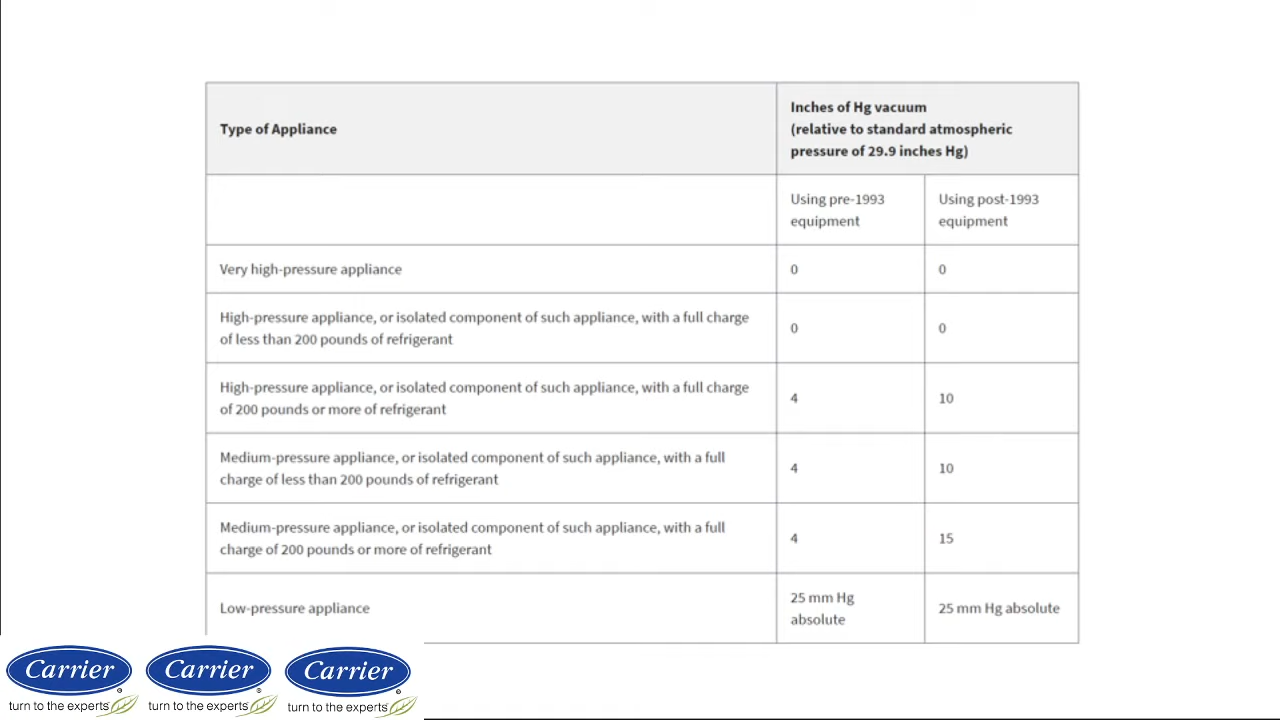 Type of Appliance
Inches of Hg vacuum
(relative to standard atmospheric
pressure of 29.9 inches Hg)
Using pre-1993
equipment
Using post-1993
equipment
Very high-pressure appliance
0
0
High-pressure appliance, or isolated component of such appliance, with a full charge
of less than 200 pounds of refrigerant
0
0
High-pressure appliance, or isolated component of such appliance, with a full charge
of 200 pounds or more of refrigerant
4
10
Medium-pressure appliance, or isolated component of such appliance, with a full
charge of less than 200 pounds of refrigerant
4
10
Medium-pressure appliance, or isolated component of such appliance, with a full
charge of 200 pounds or more of refrigerant
4
15
Low-pressure appliance
25 mm Hg
absolute
25 mm Hg absolute
Carrier
turn to the experts
Carrier
turn to the experts
Carrier
turn to the experts